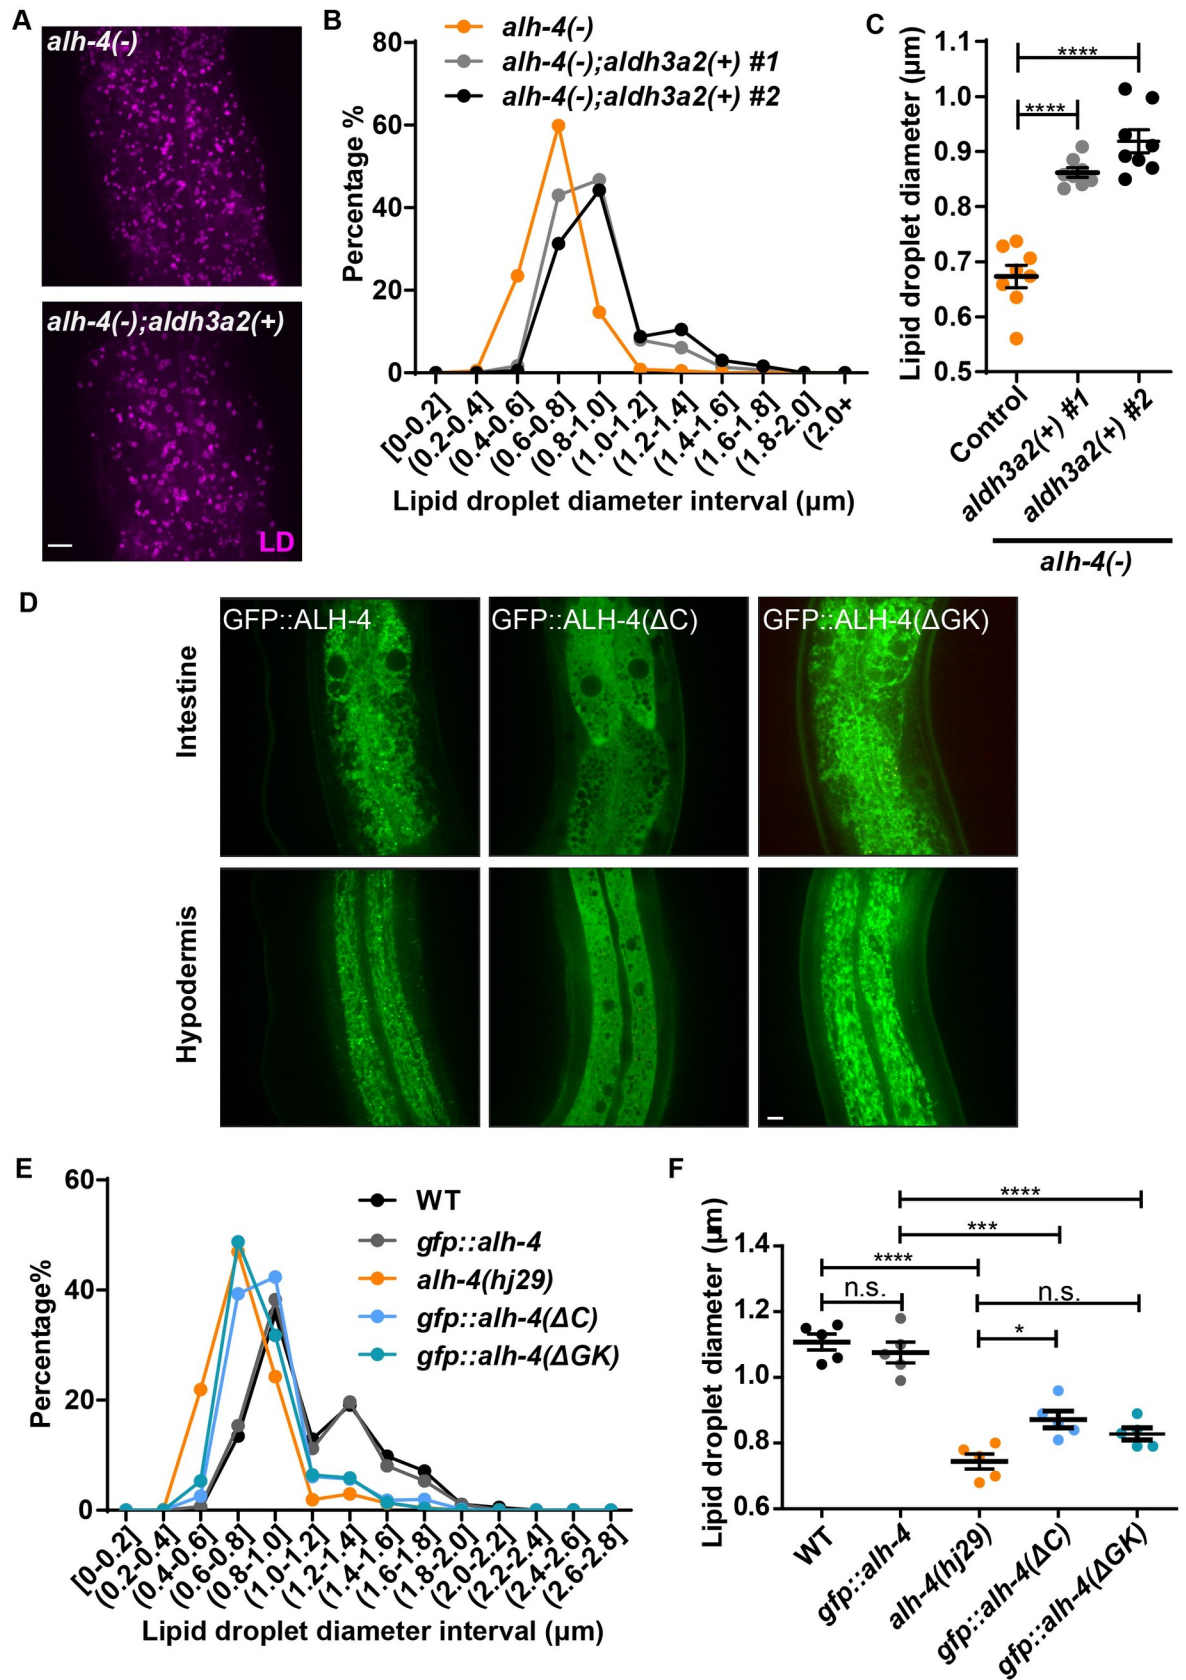 A
alh-4(-)
alh-4(-);aldh3a2(+)
LD
B
alh-4(-)
alh-4(-);aldh3a2(+) #1
alh-4(-);aldh3a2(+) #2
Percentage %
80
60
40
20
0
[0-0.2]
(0.2-0.4]
(0.4-0.6]
(0.6-0.8]
(0.8-1.0]
(1.0-1.2]
(1.2-1.4]
(1.4-1.6]
(1.6-1.8]
(1.8-2.0]
(2.0+
Lipid droplet diameter interval (µm)
C
Lipid droplet diameter (µm)
1.1
1.0
0.9
0.8
0.7
0.6
0.5
****
****
Control
aldh3a2(+) #1
aldh3a2(+) #2
alh-4(-)
D
GFP::ALH-4
GFP::ALH-4(ΔC)
GFP::ALH-4(ΔGK)
Intestine
Hypodermis
E
Percentage%
60
40
20
0
WT
gfp::alh-4
alh-4(hj29)
gfp::alh-4(ΔC)
gfp::alh-4(ΔGK)
[0-0.2]
(0.2-0.4]
(0.4-0.6]
(0.6-0.8]
(0.8-1.0]
(1.0-1.2]
(1.2-1.4]
(1.4-1.6]
(1.6-1.8]
(1.8-2.0]
(2.0-2.2]
(2.2-2.4]
(2.4-2.6]
(2.6-2.8]
Lipid droplet diameter interval (µm)
F
Lipid droplet diameter (µm)
1.4
1.2
1.0
0.8
0.6
****
***
****
n.s.
n.s.
*
WT
gfp::alh-4
alh-4(hj29)
gfp::alh-4(ΔC)
gfp::alh-4(ΔGK)